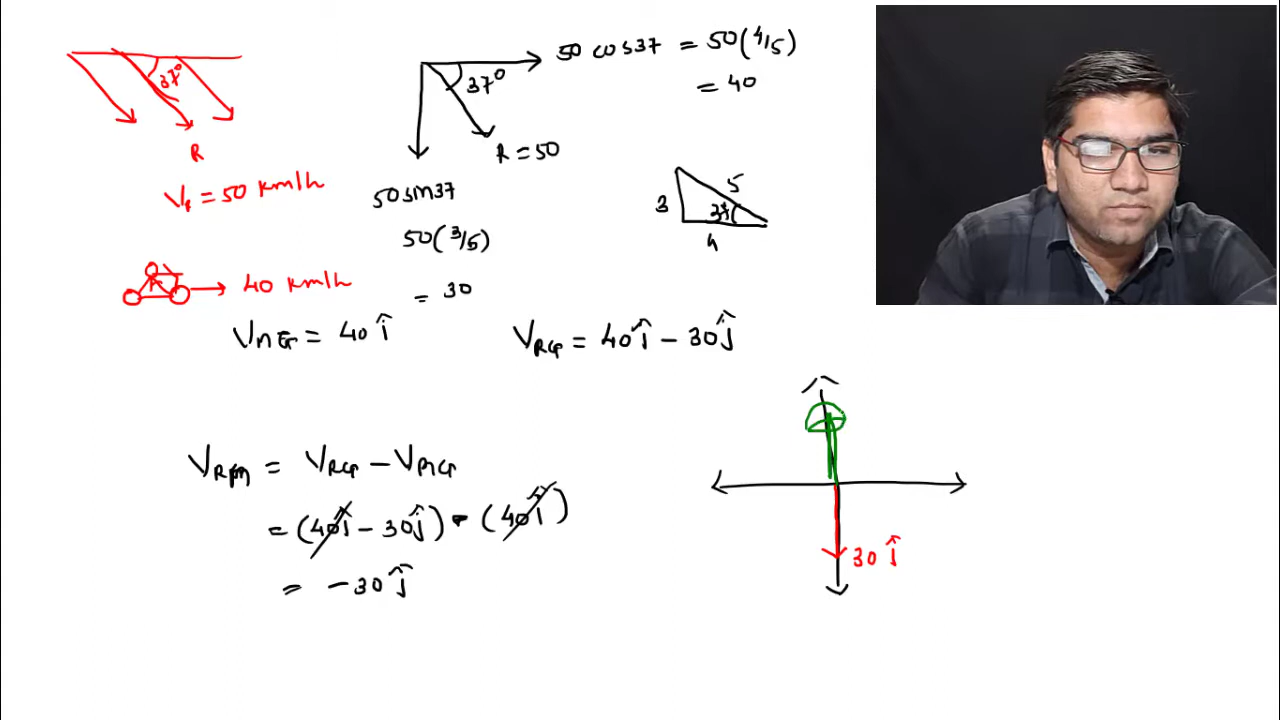 37°
R
Vr = 50 km/h
40 km/h
VMG = 40 î
37°
50 cos37 = 50(4/5)
= 40
R = 50
50 sin37
50(3/5)
= 30
3
5
37
4
VRG = 40î − 30ĵ
VRM = VRG − VMG
= (40î − 30ĵ) - (40î)
= −30ĵ
30 ĵ